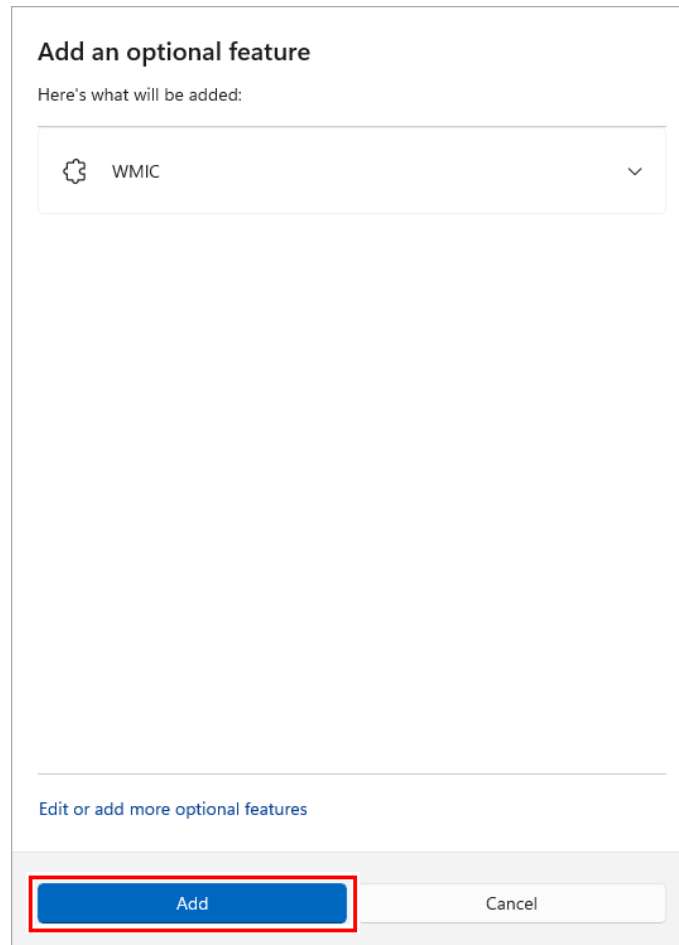 Add an optional feature
Here's what will be added:
WMIC
Edit or add more optional features
Add
Cancel